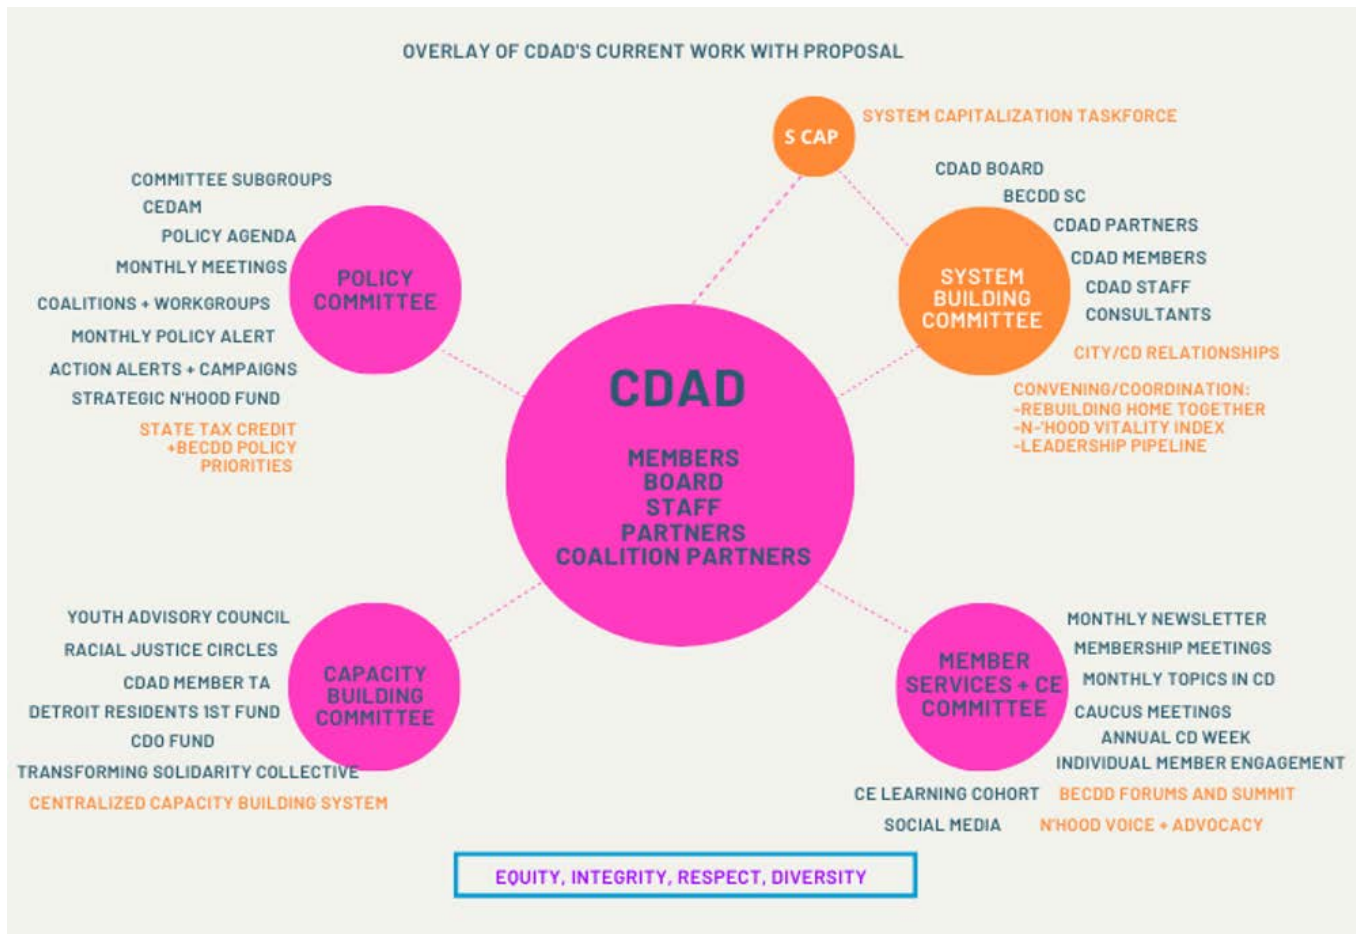 OVERLAY OF CDAD'S CURRENT WORK WITH PROPOSAL
S CAP
SYSTEM CAPITALIZATION TASKFORCE
COMMITTEE SUBGROUPS
CEDAM
POLICY AGENDA
MONTHLY MEETINGS
COALITIONS + WORKGROUPS
MONTHLY POLICY ALERT
ACTION ALERTS + CAMPAIGNS
STRATEGIC N'HOOD FUND
STATE TAX CREDIT
+BECDD POLICY
PRIORITIES
POLICY
COMMITTEE
CDAD BOARD
BECDD SC
CDAD PARTNERS
CDAD MEMBERS
CDAD STAFF
CONSULTANTS
CITY/CD RELATIONSHIPS
CONVENING/COORDINATION:
-REBUILDING HOME TOGETHER
-N-'HOOD VITALITY INDEX
-LEADERSHIP PIPELINE
SYSTEM
BUILDING
COMMITTEE
CDAD
MEMBERS
BOARD
STAFF
PARTNERS
COALITION PARTNERS
YOUTH ADVISORY COUNCIL
RACIAL JUSTICE CIRCLES
CDAD MEMBER TA
DETROIT RESIDENTS 1ST FUND
CDO FUND
TRANSFORMING SOLIDARITY COLLECTIVE
CENTRALIZED CAPACITY BUILDING SYSTEM
CAPACITY
BUILDING
COMMITTEE
MEMBER
SERVICES + CE
COMMITTEE
MONTHLY NEWSLETTER
MEMBERSHIP MEETINGS
MONTHLY TOPICS IN CD
CAUCUS MEETINGS
ANNUAL CD WEEK
INDIVIDUAL MEMBER ENGAGEMENT
CE LEARNING COHORT
BECDD FORUMS AND SUMMIT
SOCIAL MEDIA
N'HOOD VOICE + ADVOCACY
EQUITY, INTEGRITY, RESPECT, DIVERSITY